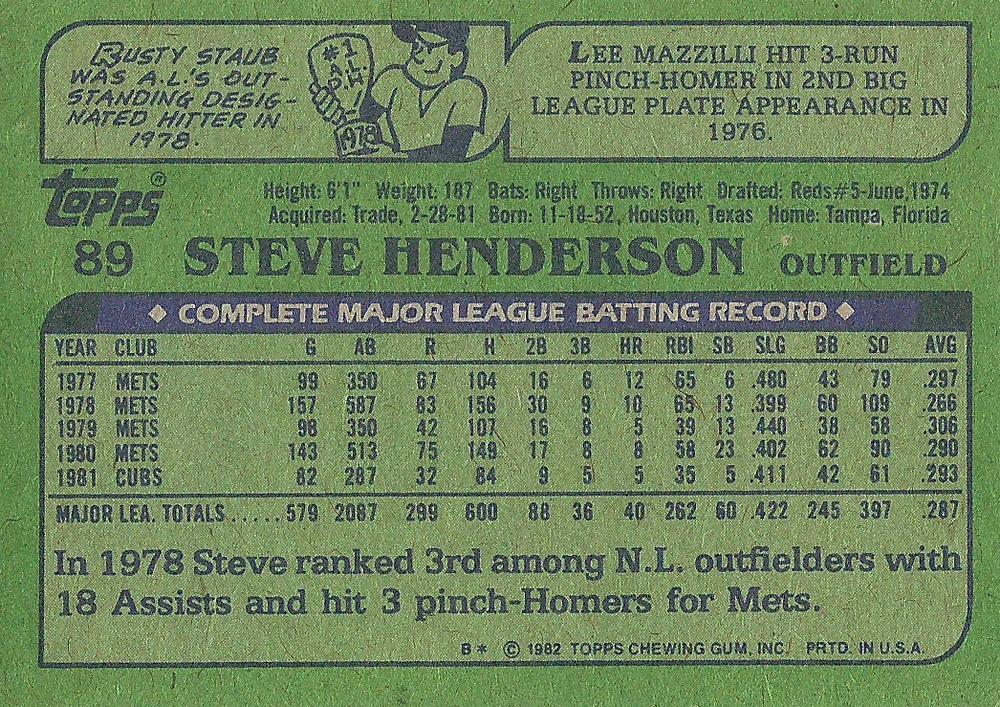 RUSTY STAUB
WAS A.L.'S OUT-
STANDING DESIG-
NATED HITTER IN
1978.
#1
D.H.
A.L.
1978
LEE MAZZILLI HIT 3-RUN
PINCH-HOMER IN 2ND BIG
LEAGUE PLATE APPEARANCE IN
1976.
TOPPS®
Height: 6'1" Weight: 187 Bats: Right Throws: Right Drafted: Reds#5-June,1974
Acquired: Trade, 2-28-81 Born: 11-18-52, Houston, Texas Home: Tampa, Florida
89 STEVE HENDERSON OUTFIELD
◆ COMPLETE MAJOR LEAGUE BATTING RECORD ◆
YEAR CLUB G AB R H 2B 3B HR RBI SB SLG BB SO AVG
1977 METS 99 350 67 104 16 6 12 65 6 .480 43 79 .297
1978 METS 157 587 83 156 30 9 10 65 13 .399 60 109 .266
1979 METS 98 350 42 107 16 8 5 39 13 .440 38 58 .306
1980 METS 143 513 75 149 17 8 8 58 23 .402 62 90 .290
1981 CUBS 82 287 32 84 9 5 5 35 5 .411 42 61 .293
MAJOR LEA. TOTALS.....579 2087 299 600 88 36 40 262 60 .422 245 397 .287
In 1978 Steve ranked 3rd among N.L. outfielders with
18 Assists and hit 3 pinch-Homers for Mets.
B* © 1982 TOPPS CHEWING GUM, INC. PRTD. IN U.S.A.